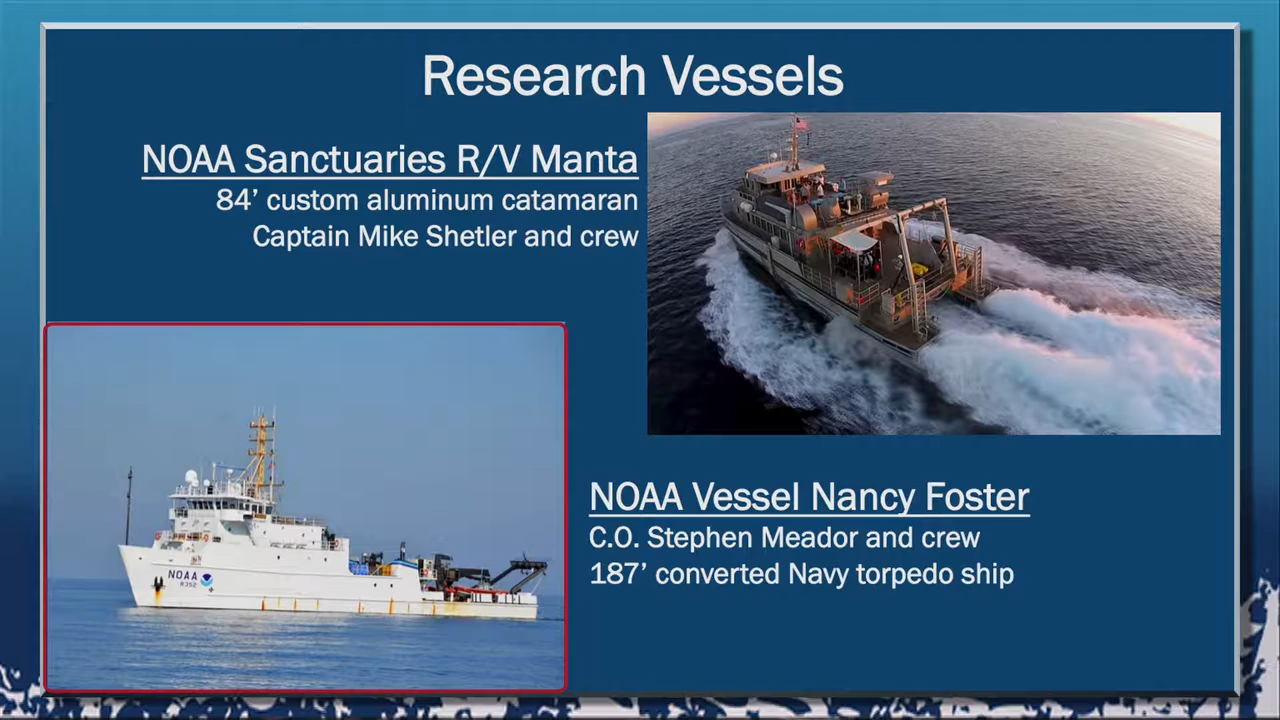 Research Vessels
NOAA Sanctuaries R/V Manta
84’ custom aluminum catamaran
Captain Mike Shetler and crew
NOAA Vessel Nancy Foster
C.O. Stephen Meador and crew
187’ converted Navy torpedo ship
NOAA
R352